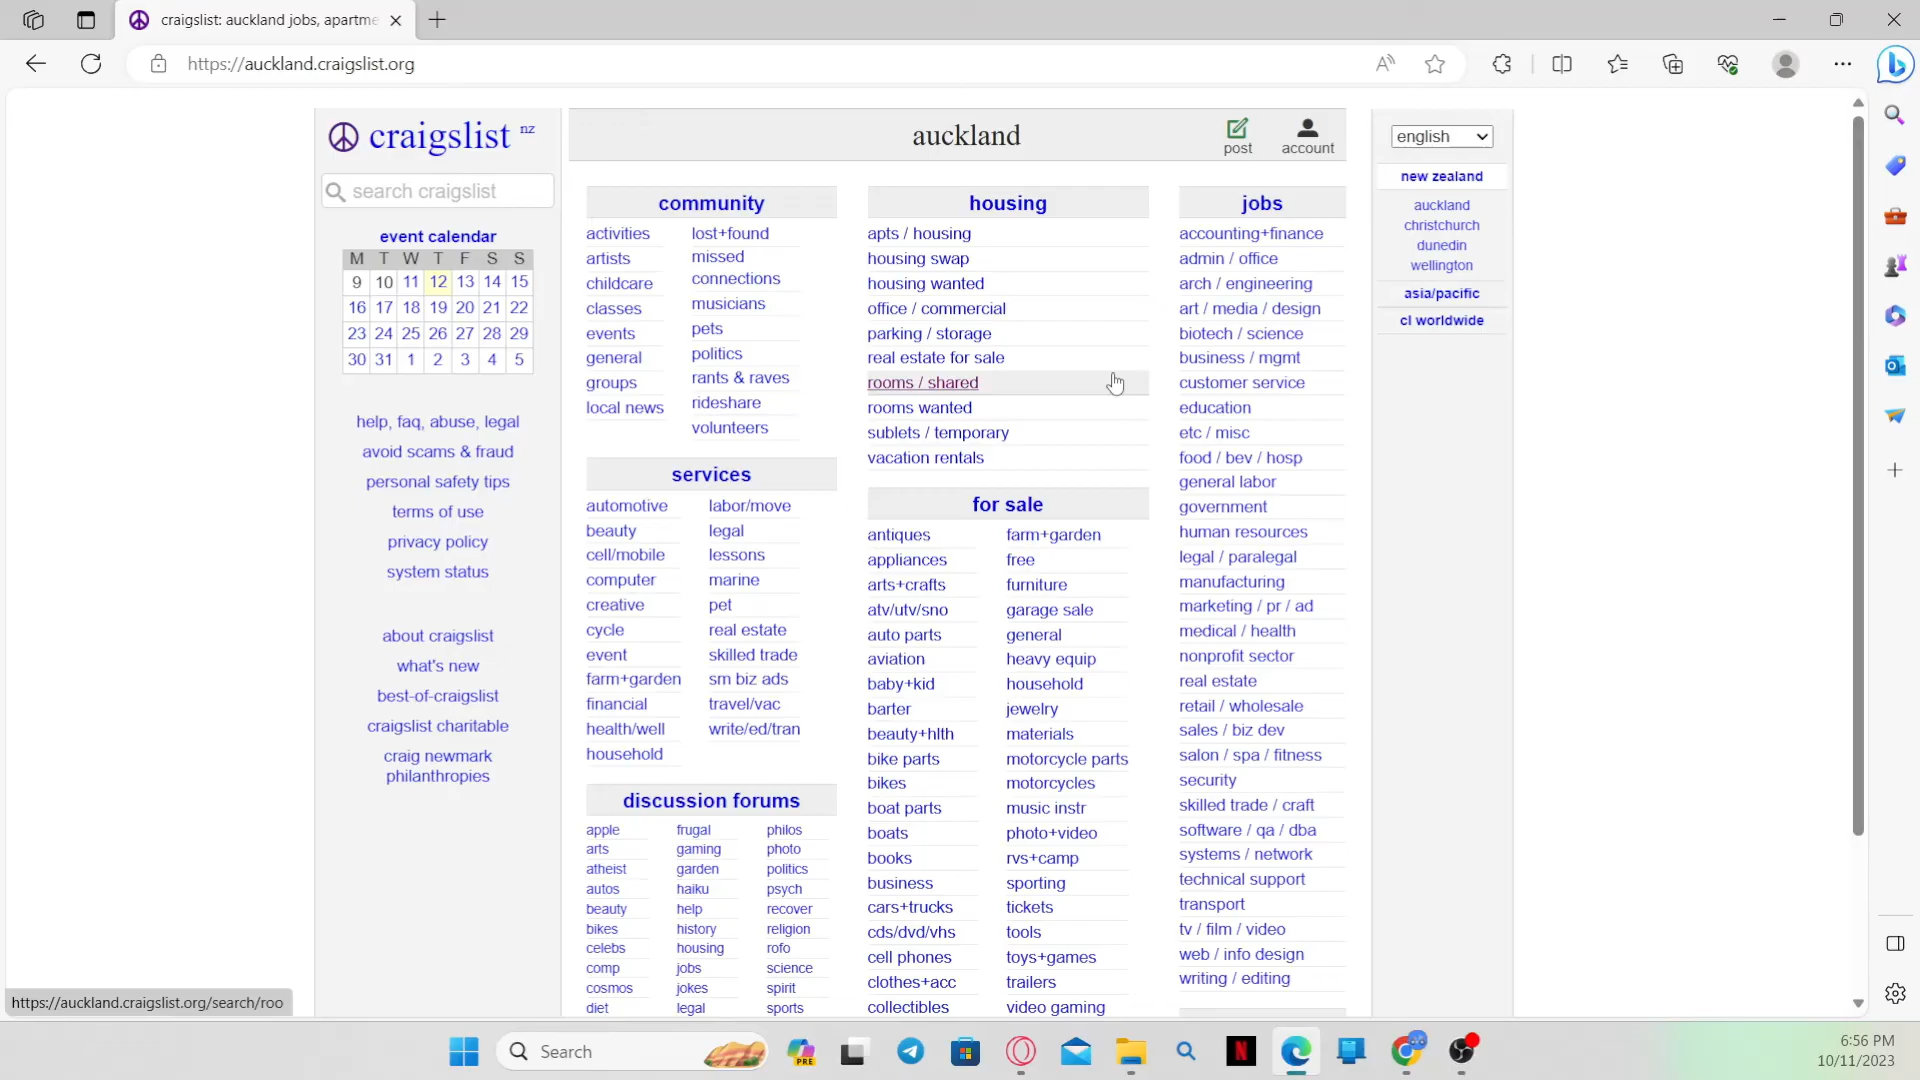 craigslist: auckland jobs, apartme
https://auckland.craigslist.org
craigslist nz
search craigslist
event calendar
M T W T F S S
9 10 11 12 13 14 15
16 17 18 19 20 21 22
23 24 25 26 27 28 29
30 31 1 2 3 4 5
help, faq, abuse, legal
avoid scams & fraud
personal safety tips
terms of use
privacy policy
system status
about craigslist
what's new
best-of-craigslist
craigslist charitable
craig newmark
philanthropies
auckland
post
account
community
activities
artists
childcare
classes
events
general
groups
local news
lost+found
missed
connections
musicians
pets
politics
rants & raves
rideshare
volunteers
services
automotive
beauty
cell/mobile
computer
creative
cycle
event
farm+garden
financial
health/well
household
labor/move
legal
lessons
marine
pet
real estate
skilled trade
sm biz ads
travel/vac
write/ed/tran
discussion forums
apple
arts
atheist
autos
beauty
bikes
celebs
comp
cosmos
diet
frugal
gaming
garden
haiku
help
history
housing
jobs
jokes
legal
philos
photo
politics
psych
recover
religion
rofo
science
spirit
sports
housing
apts / housing
housing swap
housing wanted
office / commercial
parking / storage
real estate for sale
rooms / shared
rooms wanted
sublets / temporary
vacation rentals
for sale
antiques
appliances
arts+crafts
atv/utv/sno
auto parts
aviation
baby+kid
barter
beauty+hlth
bike parts
bikes
boat parts
boats
books
business
cars+trucks
cds/dvd/vhs
cell phones
clothes+acc
collectibles
farm+garden
free
furniture
garage sale
general
heavy equip
household
jewelry
materials
motorcycle parts
motorcycles
music instr
photo+video
rvs+camp
sporting
tickets
tools
toys+games
trailers
video gaming
jobs
accounting+finance
admin / office
arch / engineering
art / media / design
biotech / science
business / mgmt
customer service
education
etc / misc
food / bev / hosp
general labor
government
human resources
legal / paralegal
manufacturing
marketing / pr / ad
medical / health
nonprofit sector
real estate
retail / wholesale
sales / biz dev
salon / spa / fitness
security
skilled trade / craft
software / qa / dba
systems / network
technical support
transport
tv / film / video
web / info design
writing / editing
english
new zealand
auckland
christchurch
dunedin
wellington
asia/pacific
cl worldwide
https://auckland.craigslist.org/search/roo
Search
PRE
N
6:56 PM
10/11/2023